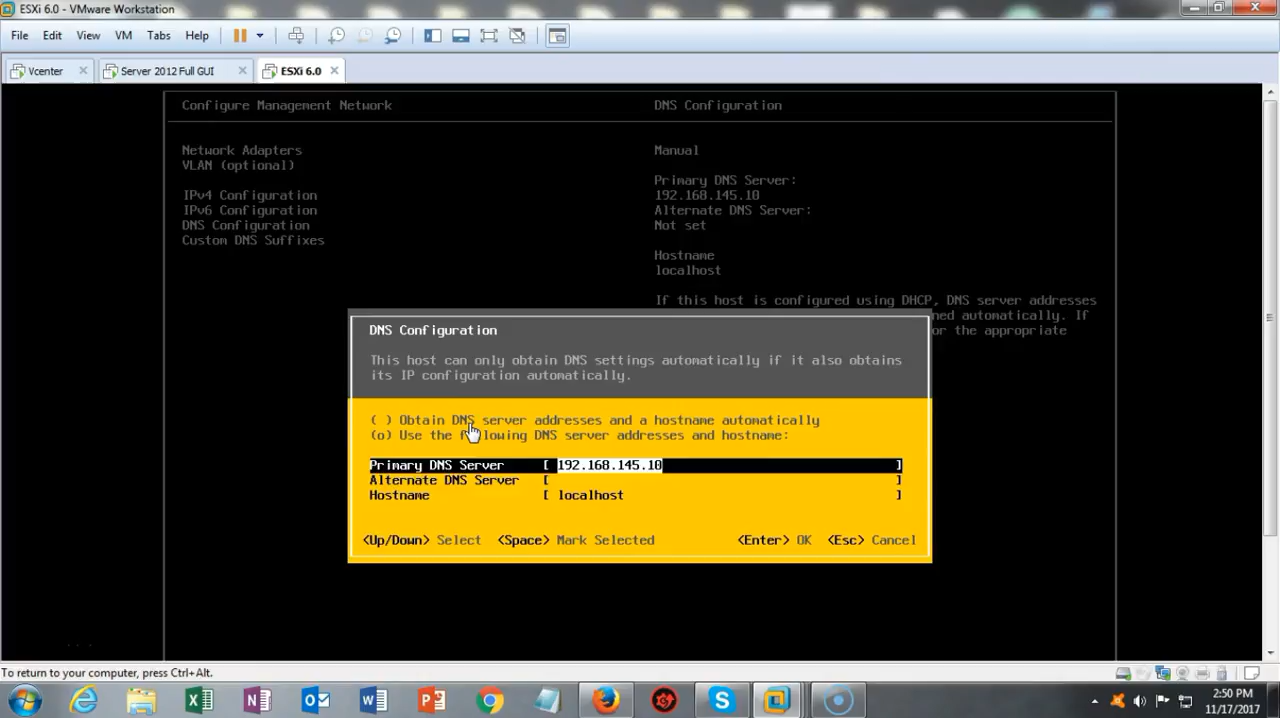 ESXi 6.0 - VMware Workstation
File Edit View VM Tabs Help
Vcenter Server 2012 Full GUI ESXi 6.0
Configure Management Network
DNS Configuration
Network Adapters
VLAN (optional)
IPv4 Configuration
IPv6 Configuration
DNS Configuration
Custom DNS Suffixes
Manual
Primary DNS Server:
192.168.145.10
Alternate DNS Server:
Not set
Hostname
localhost
If this host is configured using DHCP, DNS server addresses
ned automatically. If
or the appropriate
DNS Configuration
This host can only obtain DNS settings automatically if it also obtains
its IP configuration automatically.
( ) Obtain DNS server addresses and a hostname automatically
(o) Use the following DNS server addresses and hostname:
Primary DNS Server [ 192.168.145.10 ]
Alternate DNS Server [ ]
Hostname [ localhost ]
<Up/Down> Select <Space> Mark Selected <Enter> OK <Esc> Cancel
To return to your computer, press Ctrl+Alt.
2:50 PM
11/17/2017